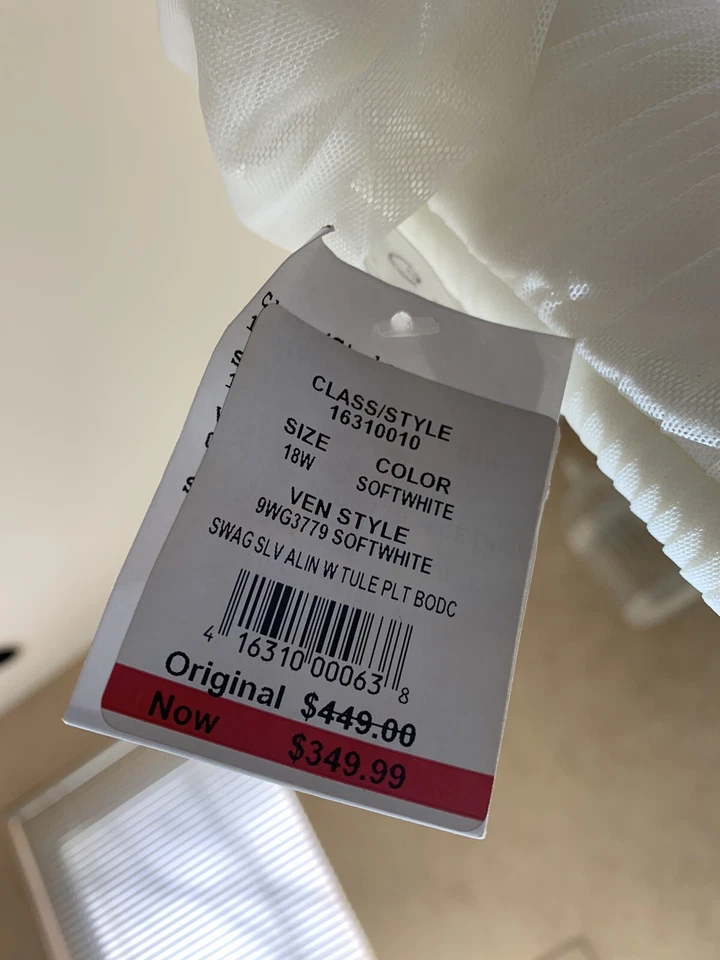 CLASS/STYLE
16310010
SIZE COLOR
18W SOFTWHITE
VEN STYLE
9WG3779 SOFTWHITE
SWAG SLV ALIN W TULE PLT BODC
4 16310 00063 8
Original $449.00
Now $349.99